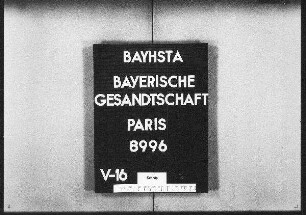 BAYHSTA
BAYERISCHE
GESANDTSCHAFT
PARIS
8996
V-16